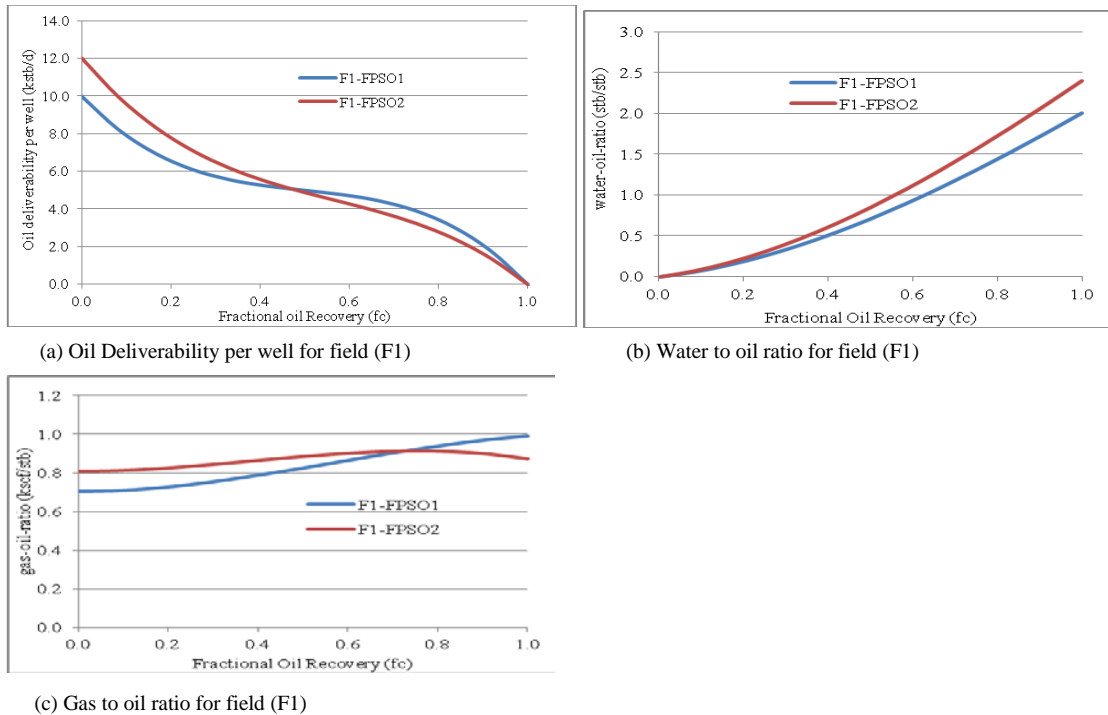 Oil deliverability per well (kstb/d)
14.0
12.0
10.0
8.0
6.0
4.0
2.0
0.0
F1-FPSO1
F1-FPSO2
0.0 0.2 0.4 0.6 0.8 1.0
Fractional oil Recovery (fc)
(a) Oil Deliverability per well for field (F1)
water-oil-ratio (stb/stb)
3.0
2.5
2.0
1.5
1.0
0.5
0.0
F1-FPSO1
F1-FPSO2
0.0 0.2 0.4 0.6 0.8 1.0
Fractional Oil Recovery (fc)
(b) Water to oil ratio for field (F1)
gas-oil-ratio (kscf/stb)
1.2
1.0
0.8
0.6
0.4
0.2
0.0
F1-FPSO1
F1-FPSO2
0.0 0.2 0.4 0.6 0.8 1.0
Fractional Oil Recovery (fc)
(c) Gas to oil ratio for field (F1)